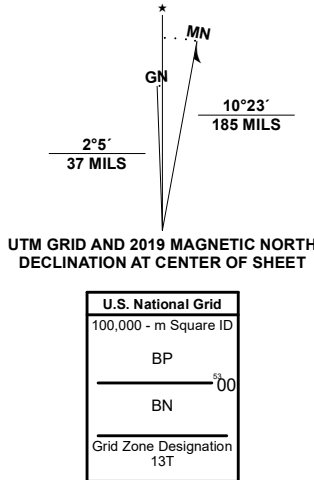 ★
MN
GN
10°23´
185 MILS
2°5´
37 MILS
UTM GRID AND 2019 MAGNETIC NORTH
DECLINATION AT CENTER OF SHEET
U.S. National Grid
100,000 - m Square ID
BP
53 00
BN
Grid Zone Designation
13T